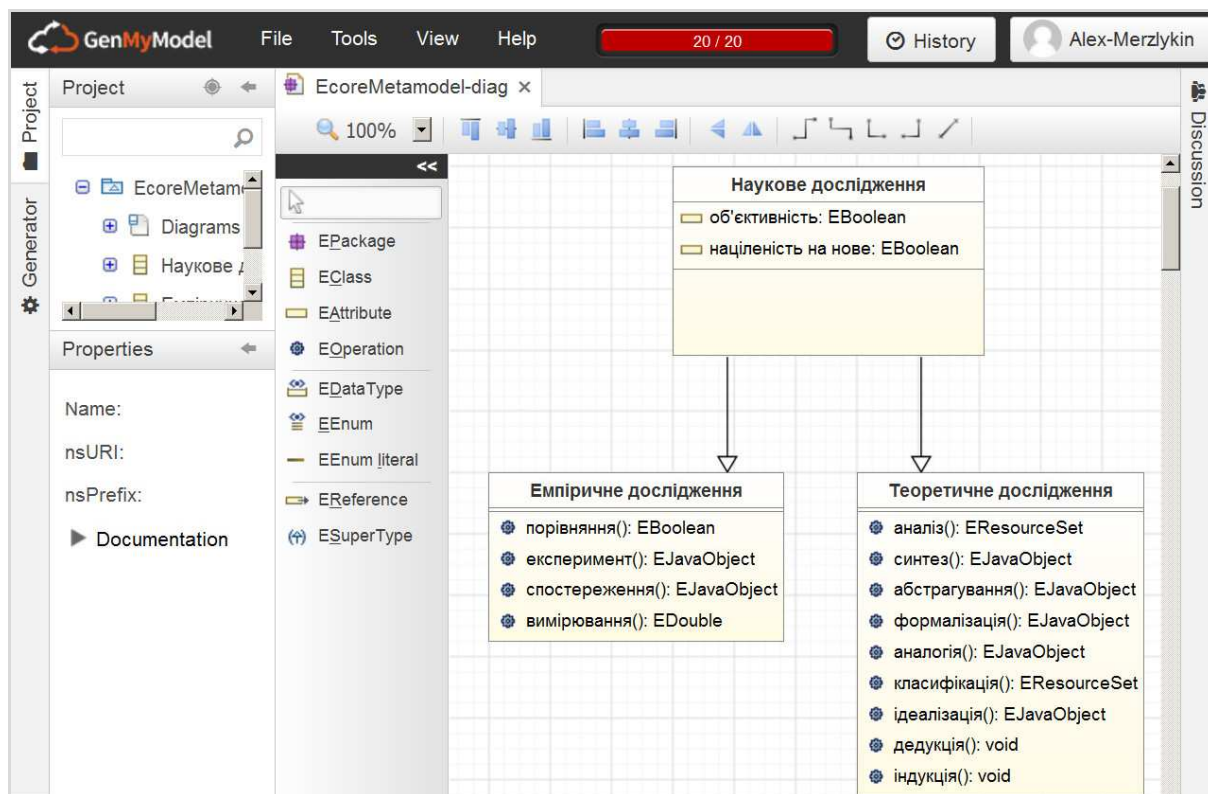 GenMyModel
File
Tools
View
Help
20 / 20
History
Alex-Merzlykin
Project
Generator
Project
EcoreMetam
Diagrams
Наукове
Properties
Name:
nsURI:
nsPrefix:
Documentation
EcoreMetamodel-diag ×
100%
<<
EPackage
EClass
EAttribute
EOperation
EDataType
EEnum
EEnum literal
EReference
ESuperType
Наукове дослідження
об'єктивність: EBoolean
націленість на нове: EBoolean
Емпіричне дослідження
порівняння(): EBoolean
експеримент(): EJavaObject
спостереження(): EJavaObject
вимірювання(): EDouble
Теоретичне дослідження
аналіз(): EResourceSet
синтез(): EJavaObject
абстрагування(): EJavaObject
формалізація(): EJavaObject
аналогія(): EJavaObject
класифікація(): EResourceSet
ідеалізація(): EJavaObject
дедукція(): void
індукція(): void
Discussion